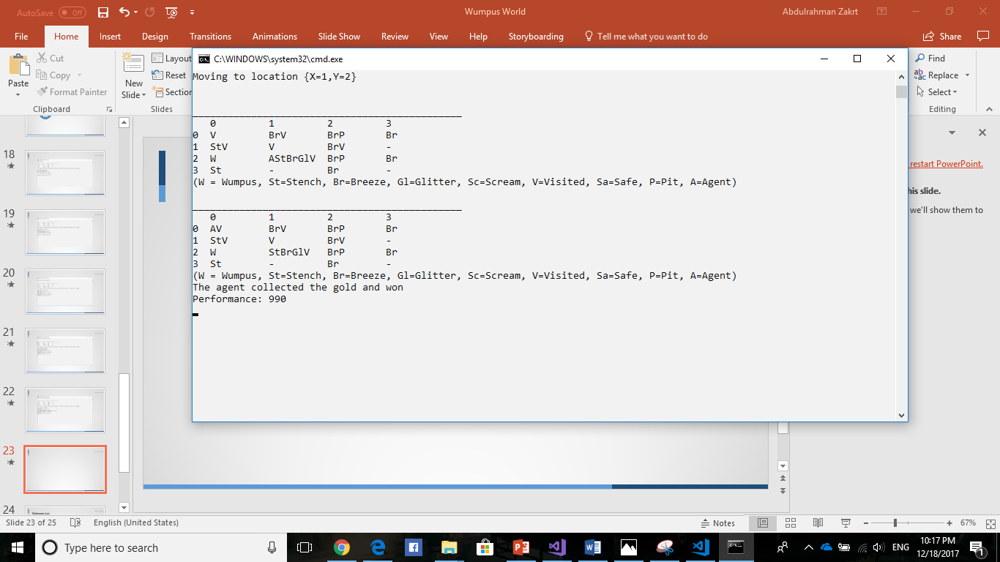 AutoSave Off
Wumpus World
Abdulrahman Zakrt
File Home Insert Design Transitions Animations Slide Show Review View Help Storyboarding Tell me what you want to do Share
Paste
Cut
Copy
Format Painter
Clipboard
New
Slide
Layout
Reset
Section
Slides
Find
Replace
Select
Editing
C:\WINDOWS\system32\cmd.exe
Moving to location {X=1,Y=2}
______________________________________________
0 1 2 3
0 V BrV BrP Br
1 StV V BrV -
2 W AStBrGlV BrP Br
3 St - Br -
(W = Wumpus, St=Stench, Br=Breeze, Gl=Glitter, Sc=Scream, V=Visited, Sa=Safe, P=Pit, A=Agent)
______________________________________________
0 1 2 3
0 AV BrV BrP Br
1 StV V BrV -
2 W StBrGlV BrP Br
3 St - Br -
(W = Wumpus, St=Stench, Br=Breeze, Gl=Glitter, Sc=Scream, V=Visited, Sa=Safe, P=Pit, A=Agent)
The agent collected the gold and won
Performance: 990
18
19
20
21
22
23
24
restart PowerPoint.
his slide.
we'll show them to
Slide 23 of 25 English (United States) Notes 67%
Type here to search
ENG
10:17 PM
12/18/2017
1